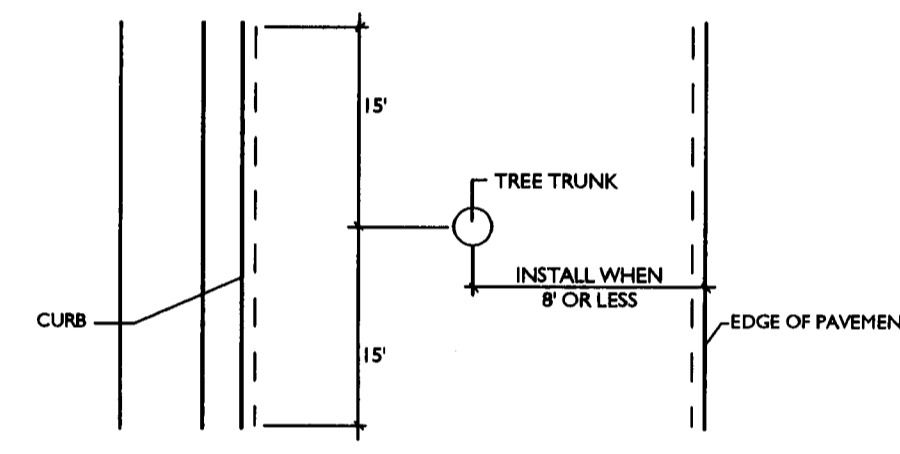 15'
TREE TRUNK
INSTALL WHEN
8' OR LESS
CURB
EDGE OF PAVEMEN
15'